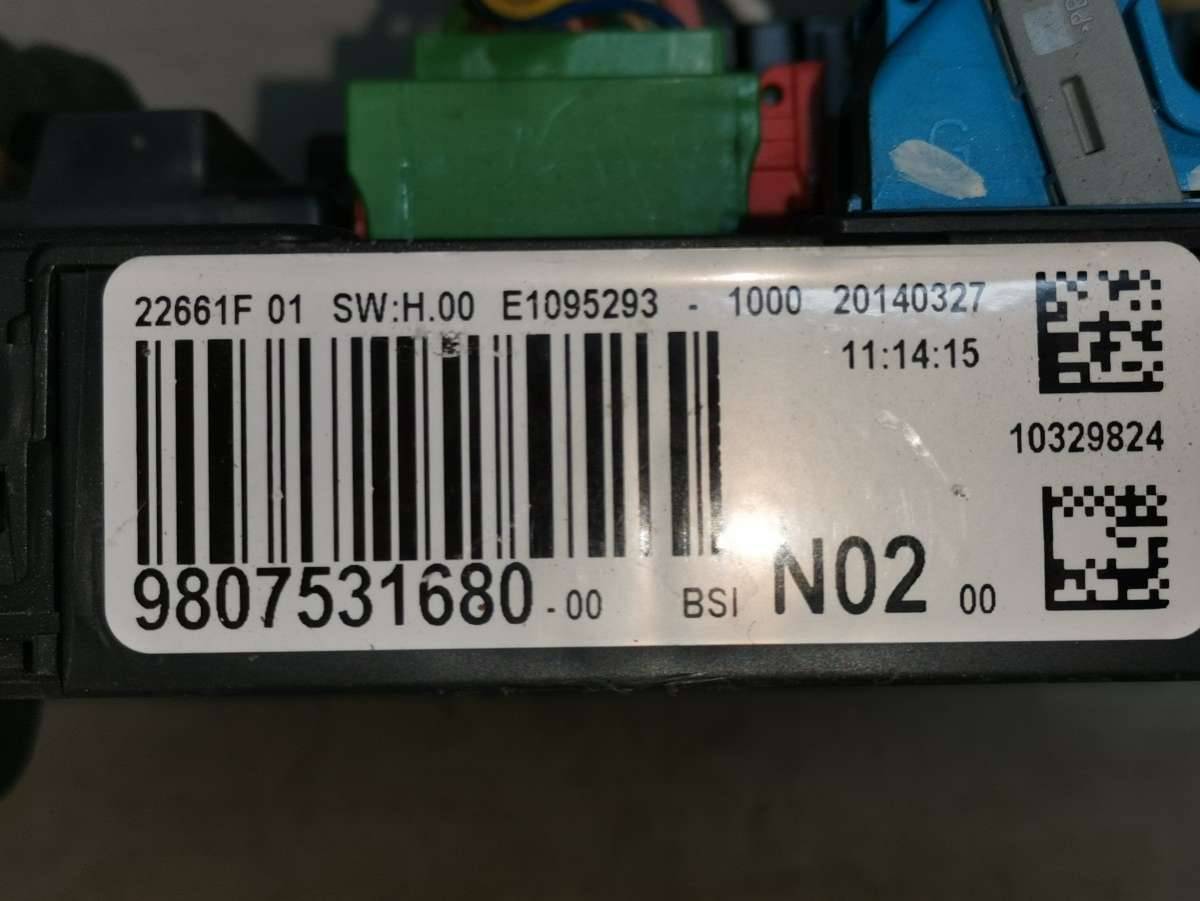 G
22661F 01 SW:H.00 E1095293 - 1000 20140327
11:14:15
10329824
9807531680 -00 BSI N02 00